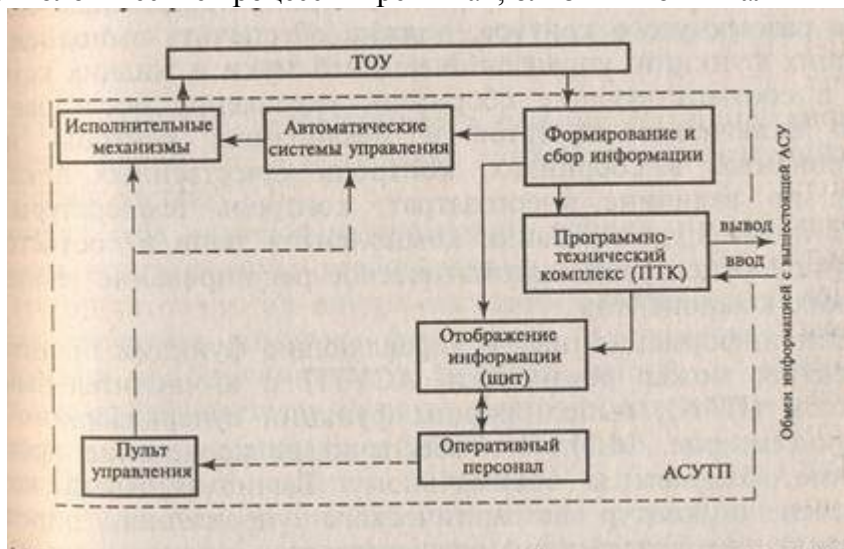 ТОУ
Исполнительные
механизмы
Автоматические
системы управления
Формирование и
сбор информации
Программно-
технический
комплекс (ПТК)
вывод
ввод
Обмен информацией с вышестоящей АСУ
Отображение
информации
(щит)
Оперативный
персонал
Пульт
управления
АСУТП